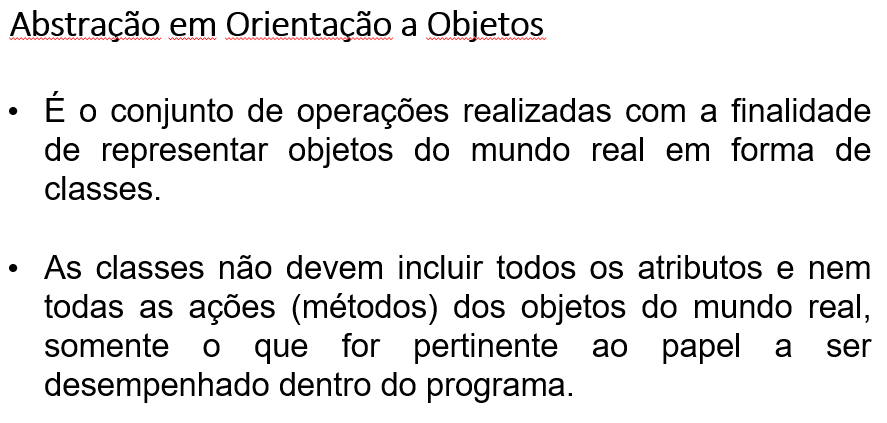 Abstração em Orientação a Objetos
• É o conjunto de operações realizadas com a finalidade
de representar objetos do mundo real em forma de
classes.
• As classes não devem incluir todos os atributos e nem
todas as ações (métodos) dos objetos do mundo real,
somente o que for pertinente ao papel a ser
desempenhado dentro do programa.